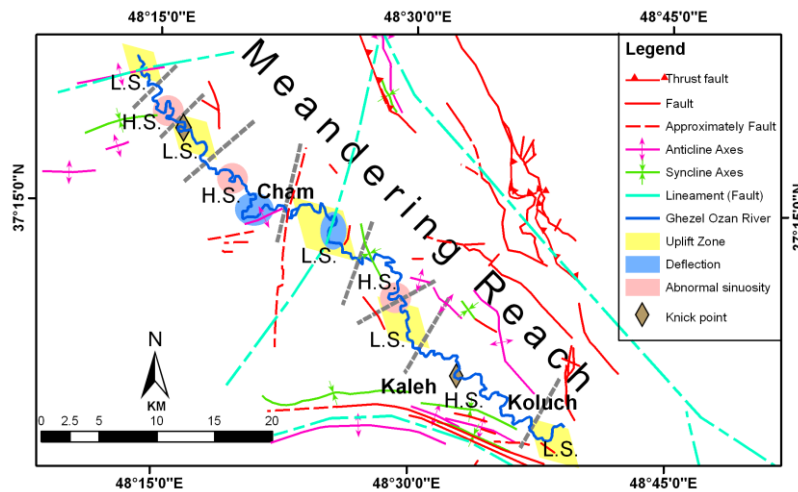 48°15'0"E
48°30'0"E
48°45'0"E
Meandering Reach
L.S.
H.S.
L.S.
H.S.
Cham
L.S.
H.S.
L.S.
Kaleh
H.S.
Koluch
L.S.
37°15'0"N
37°15'0"N
Legend
Thrust fault
Fault
Approximately Fault
Anticline Axes
Syncline Axes
Lineament (Fault)
Ghezel Ozan River
Uplift Zone
Deflection
Abnormal sinuosity
Knick point
N
KM
0 2.5 5 10 15 20
48°15'0"E
48°30'0"E
48°45'0"E